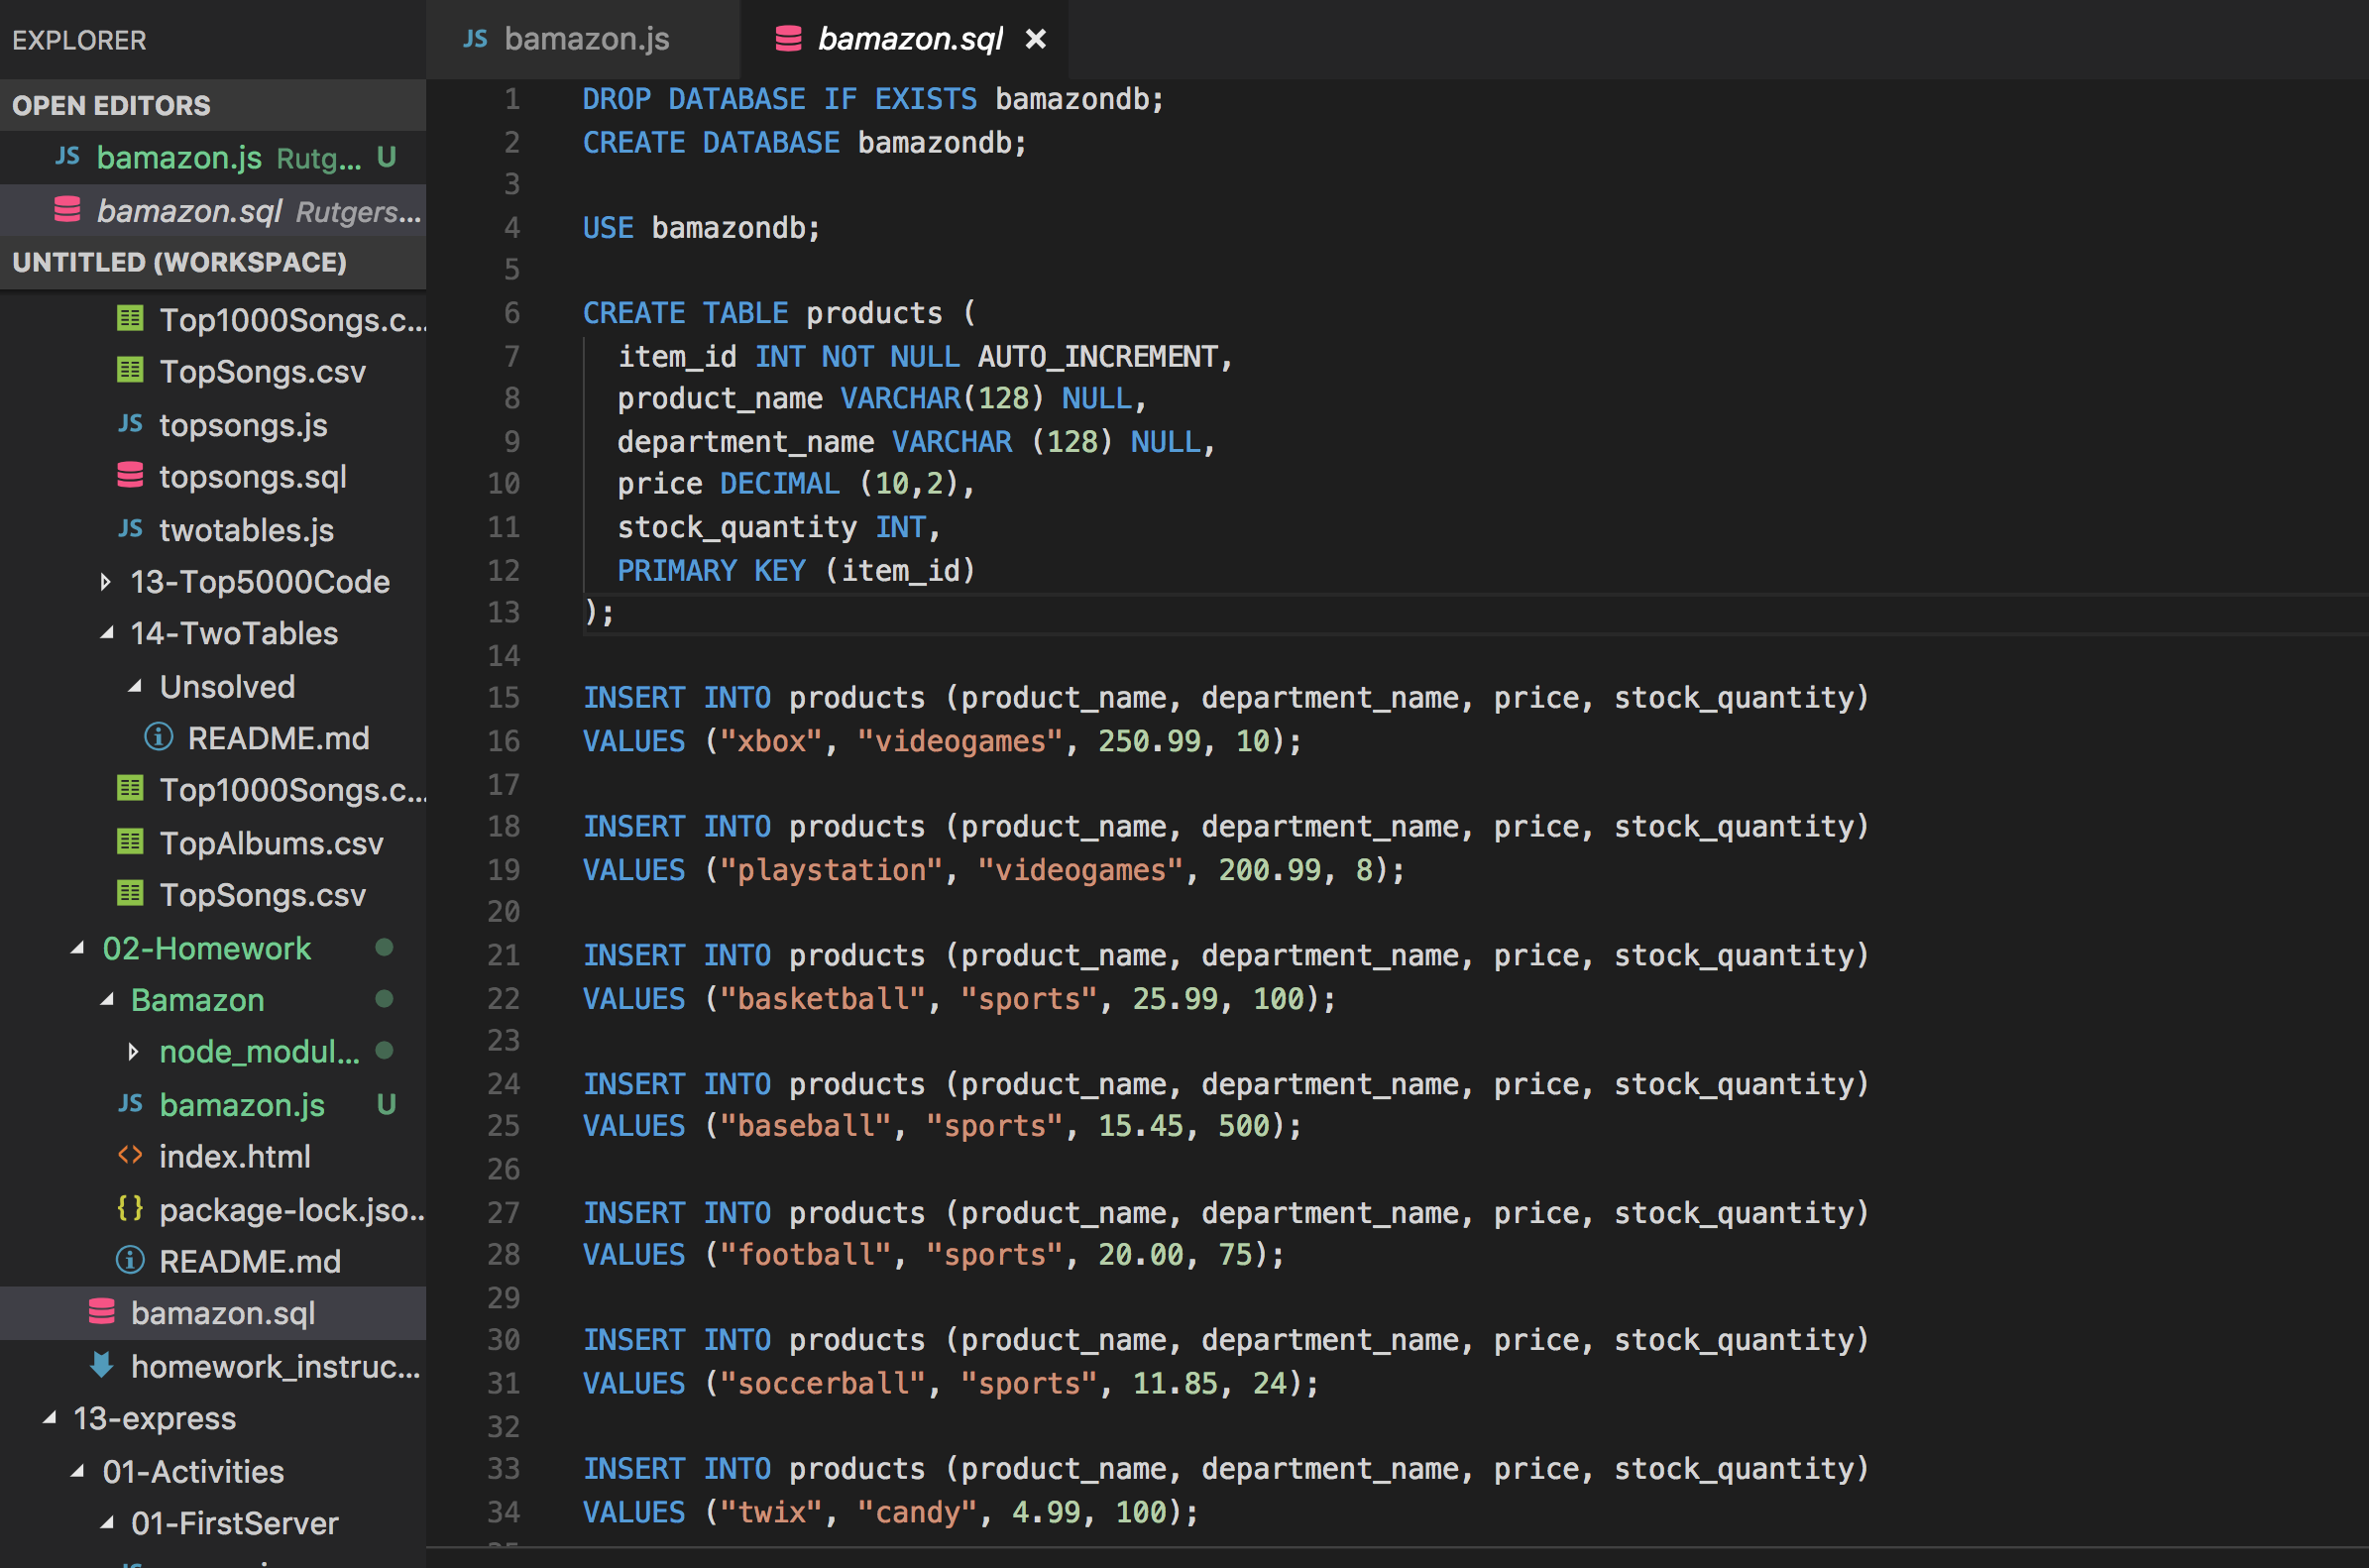 EXPLORER
OPEN EDITORS
JS bamazon.js Rutg... U
bamazon.sql Rutgers...
UNTITLED (WORKSPACE)
Top1000Songs.c...
TopSongs.csv
JS topsongs.js
topsongs.sql
JS twotables.js
13-Top5000Code
14-TwoTables
Unsolved
README.md
Top1000Songs.c...
TopAlbums.csv
TopSongs.csv
02-Homework
Bamazon
node_modul...
JS bamazon.js U
<> index.html
{} package-lock.jso...
README.md
bamazon.sql
homework_instruc...
13-express
01-Activities
01-FirstServer
JS bamazon.js
bamazon.sql ×
1 DROP DATABASE IF EXISTS bamazondb;
2 CREATE DATABASE bamazondb;
3
4 USE bamazondb;
5
6 CREATE TABLE products (
7 item_id INT NOT NULL AUTO_INCREMENT,
8 product_name VARCHAR(128) NULL,
9 department_name VARCHAR (128) NULL,
10 price DECIMAL (10,2),
11 stock_quantity INT,
12 PRIMARY KEY (item_id)
13 );
14
15 INSERT INTO products (product_name, department_name, price, stock_quantity)
16 VALUES ("xbox", "videogames", 250.99, 10);
17
18 INSERT INTO products (product_name, department_name, price, stock_quantity)
19 VALUES ("playstation", "videogames", 200.99, 8);
20
21 INSERT INTO products (product_name, department_name, price, stock_quantity)
22 VALUES ("basketball", "sports", 25.99, 100);
23
24 INSERT INTO products (product_name, department_name, price, stock_quantity)
25 VALUES ("baseball", "sports", 15.45, 500);
26
27 INSERT INTO products (product_name, department_name, price, stock_quantity)
28 VALUES ("football", "sports", 20.00, 75);
29
30 INSERT INTO products (product_name, department_name, price, stock_quantity)
31 VALUES ("soccerball", "sports", 11.85, 24);
32
33 INSERT INTO products (product_name, department_name, price, stock_quantity)
34 VALUES ("twix", "candy", 4.99, 100);